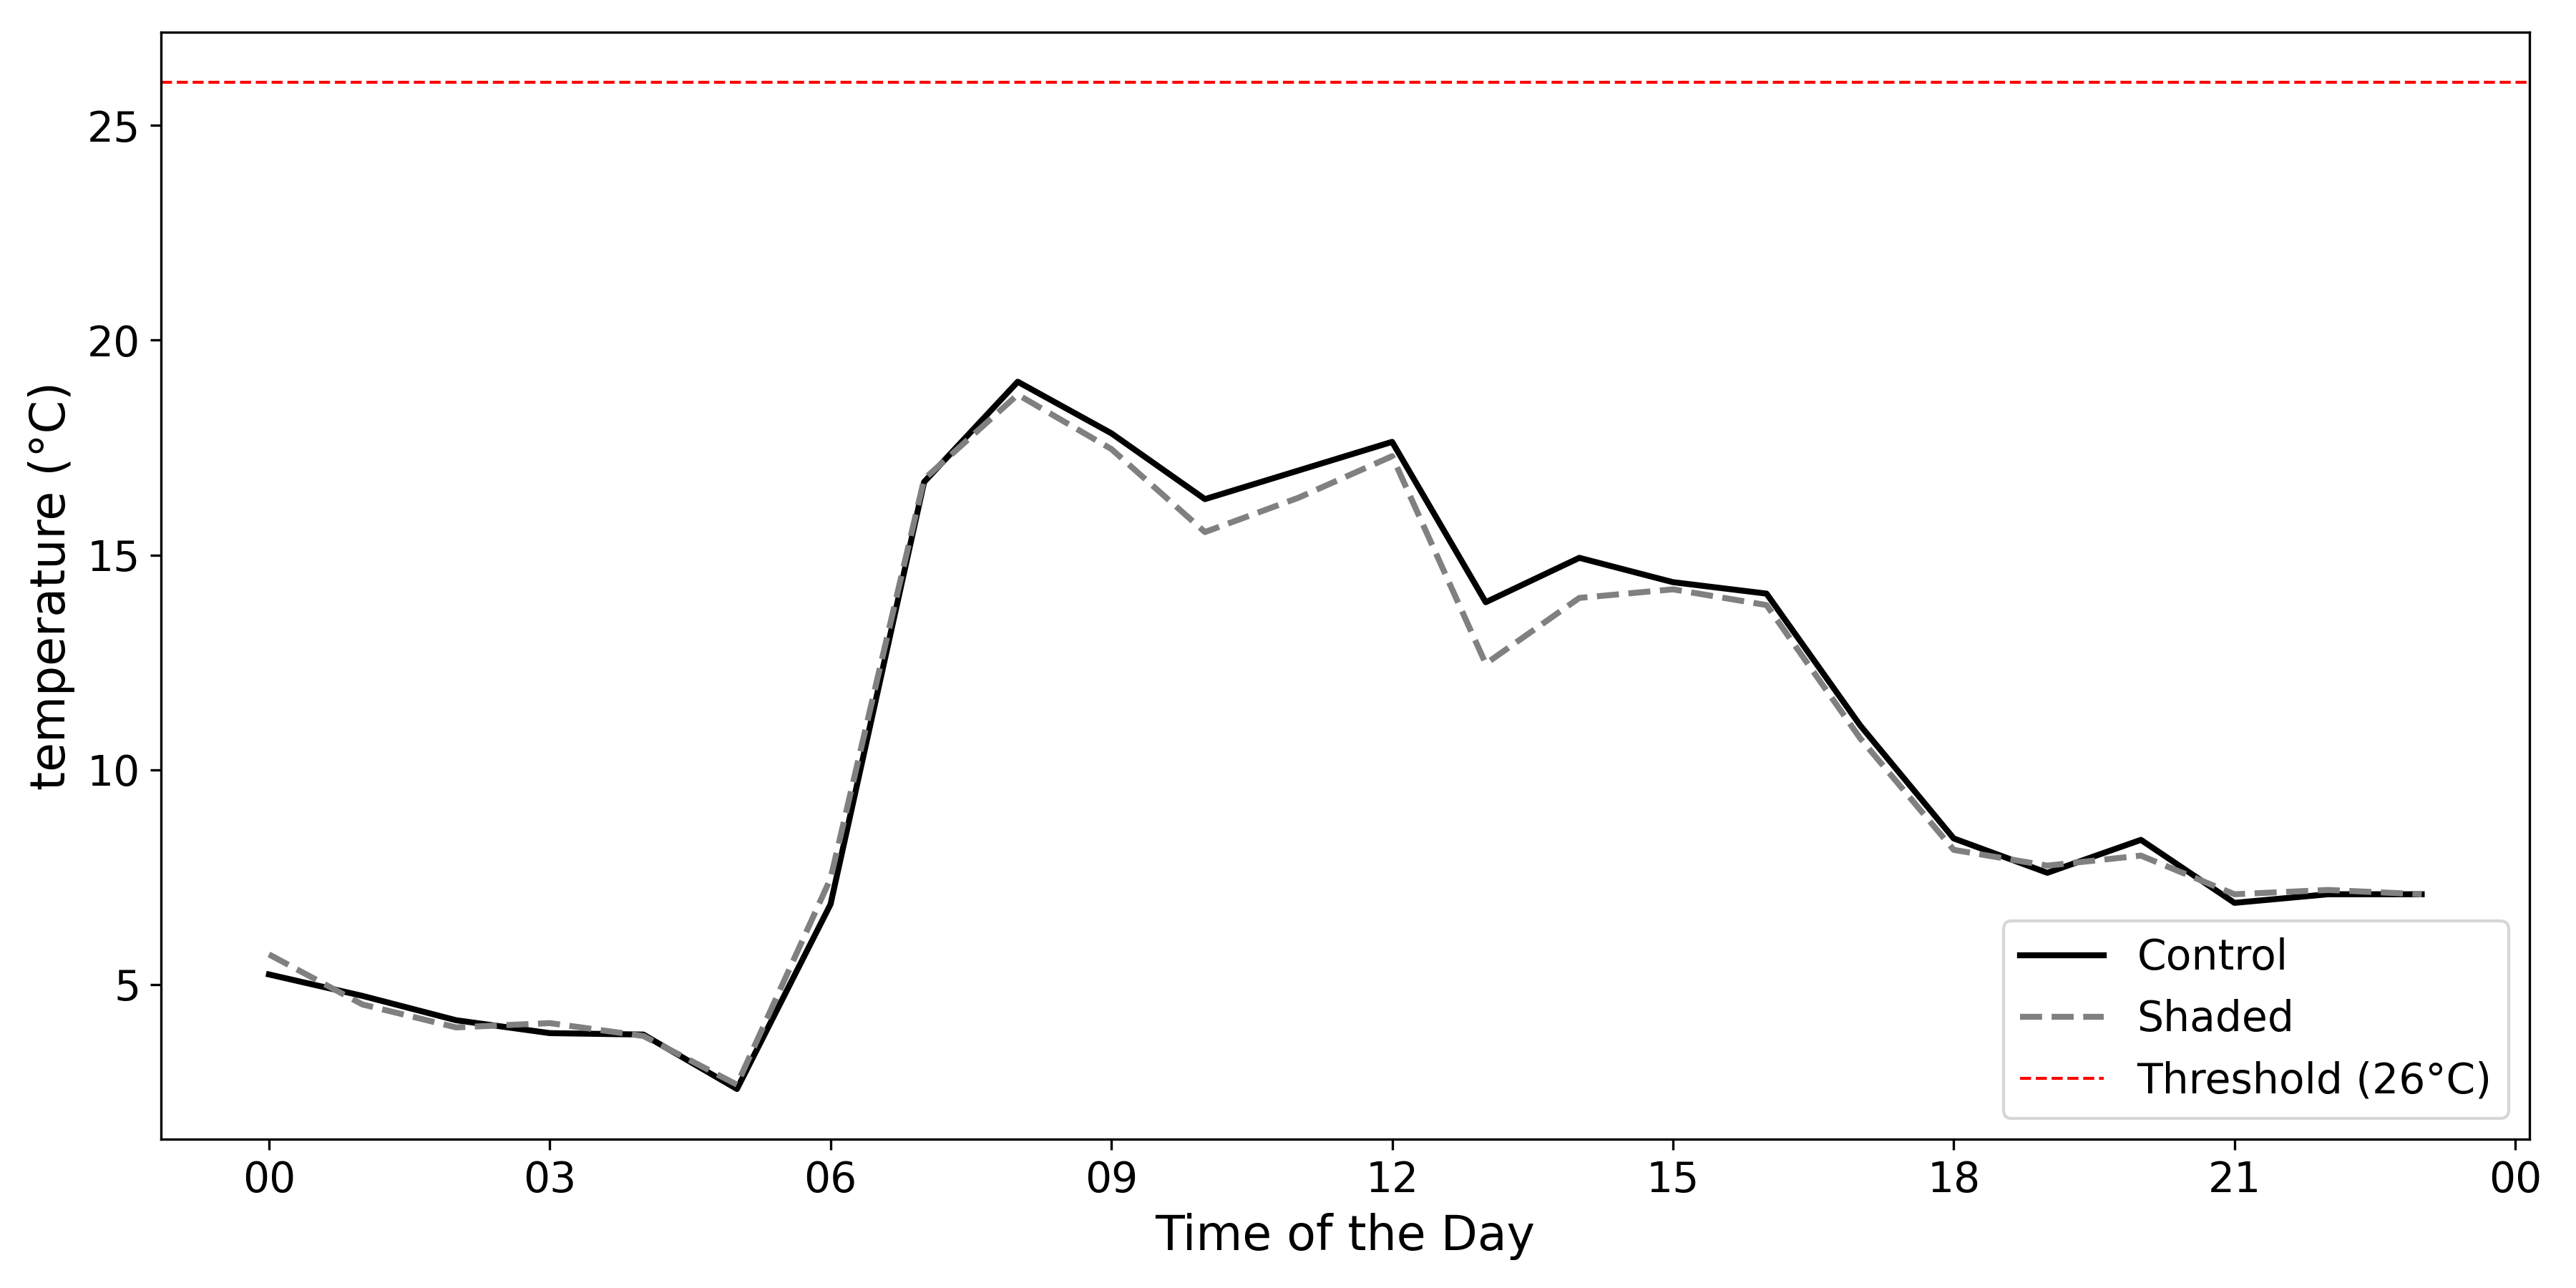 temperature (°C)
25
20
15
10
5
00 03 06 09 12 15 18 21 00
Time of the Day
Control
Shaded
Threshold (26°C)